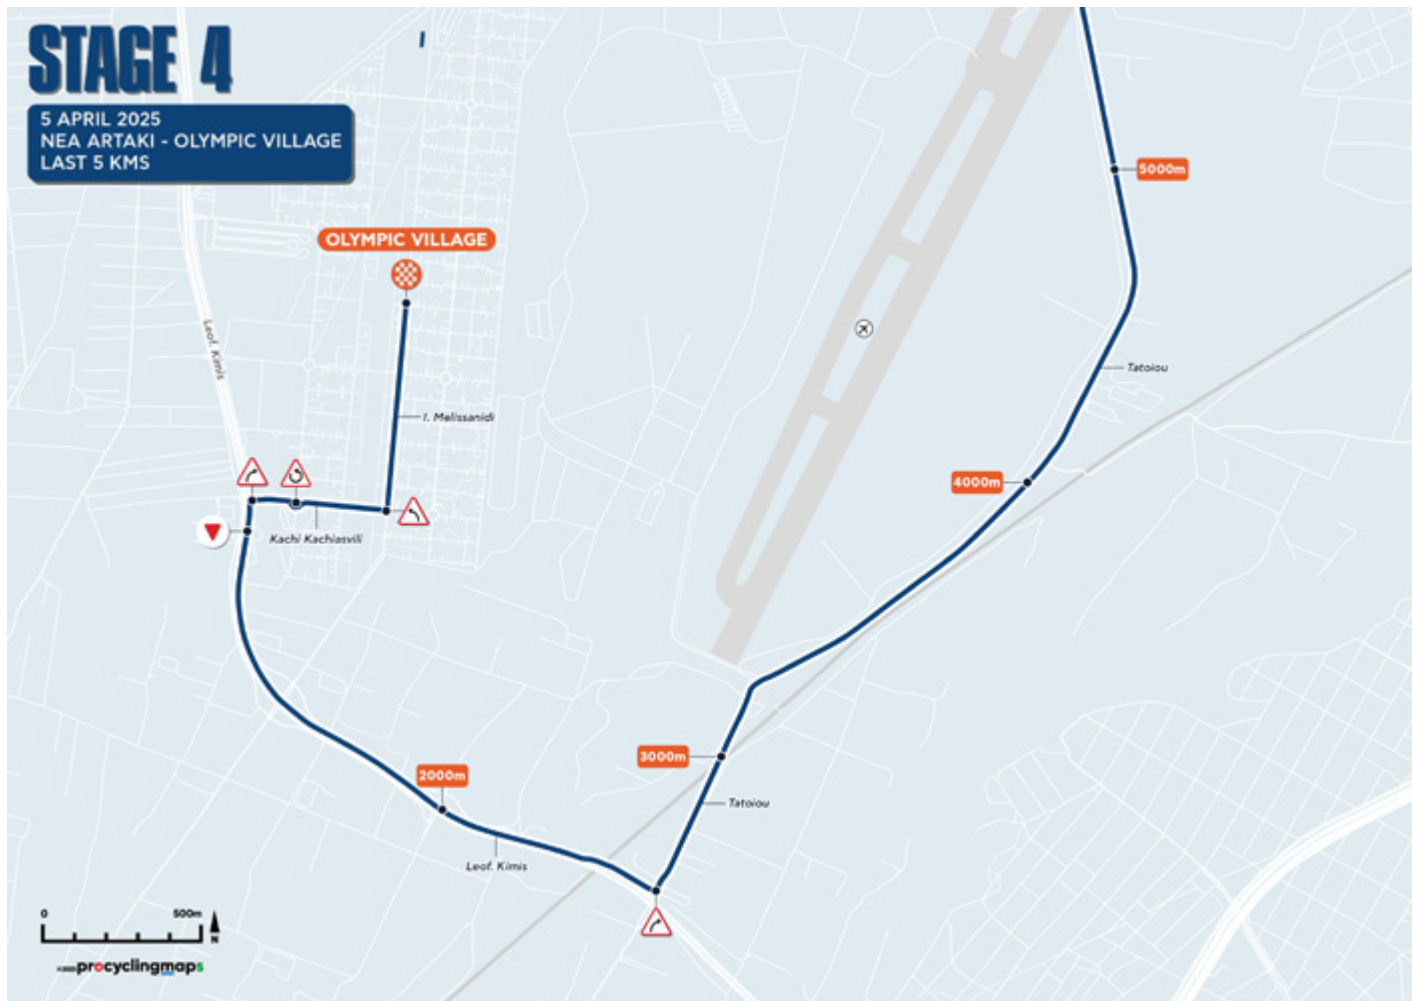 STAGE 4
5 APRIL 2025
NEA ARTAKI - OLYMPIC VILLAGE
LAST 5 KMS
5000m
OLYMPIC VILLAGE
Leof. Kimis
Tatoiou
I. Melissanidi
4000m
Kachi Kachiasvili
3000m
2000m
Tatoiou
Leof. Kimis
0 500m
N
procyclingmaps